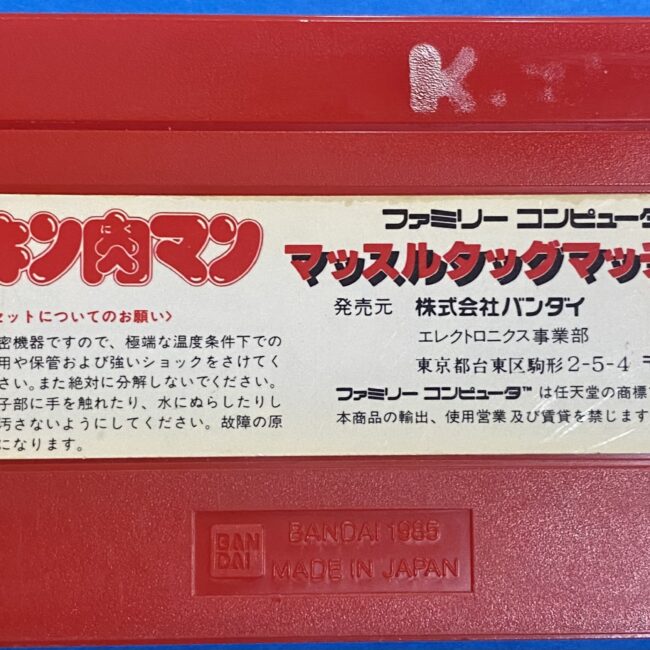 K.T
キン肉マン
にく
ファミリー コンピュータ
マッスルタッグマッチ
発売元 株式会社バンダイ
エレクトロニクス事業部
東京都台東区駒形2-5-4
ファミリー コンピュータ™は任天堂の商標
本商品の輸出、使用営業及び賃貸を禁じます
セットについてのお願い〉
密機器ですので、極端な温度条件下での
用や保管および強いショックをさけてく
さい。また絶対に分解しないでください。
子部に手を触れたり、水にぬらしたりし
汚さないようにしてください。故障の原
になります。
BAN
DAI
BANDAI 1985
MADE IN JAPAN